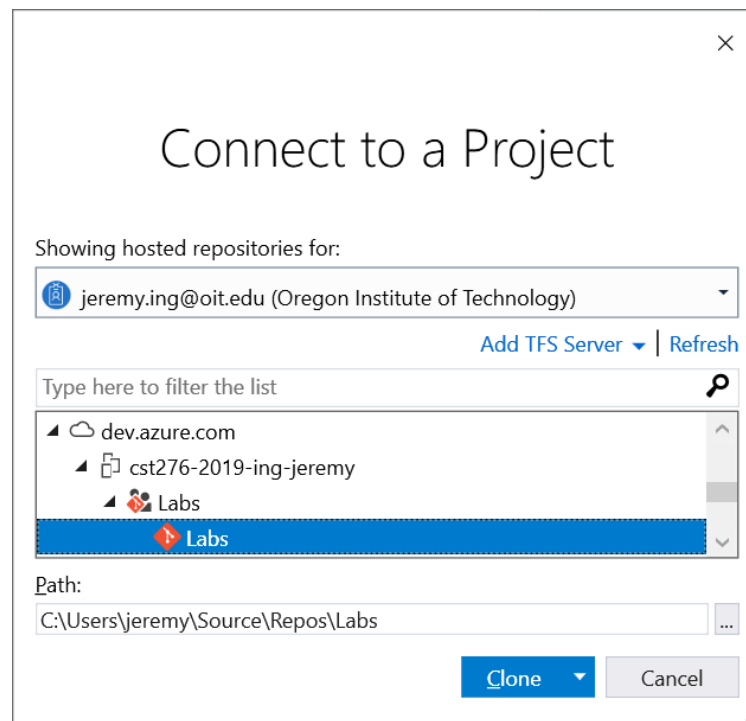 Connect to a Project
Showing hosted repositories for:
jeremy.ing@oit.edu (Oregon Institute of Technology)
Add TFS Server | Refresh
Type here to filter the list
dev.azure.com
cst276-2019-ing-jeremy
Labs
Labs
Path:
C:\Users\jeremy\Source\Repos\Labs
...
Clone Cancel